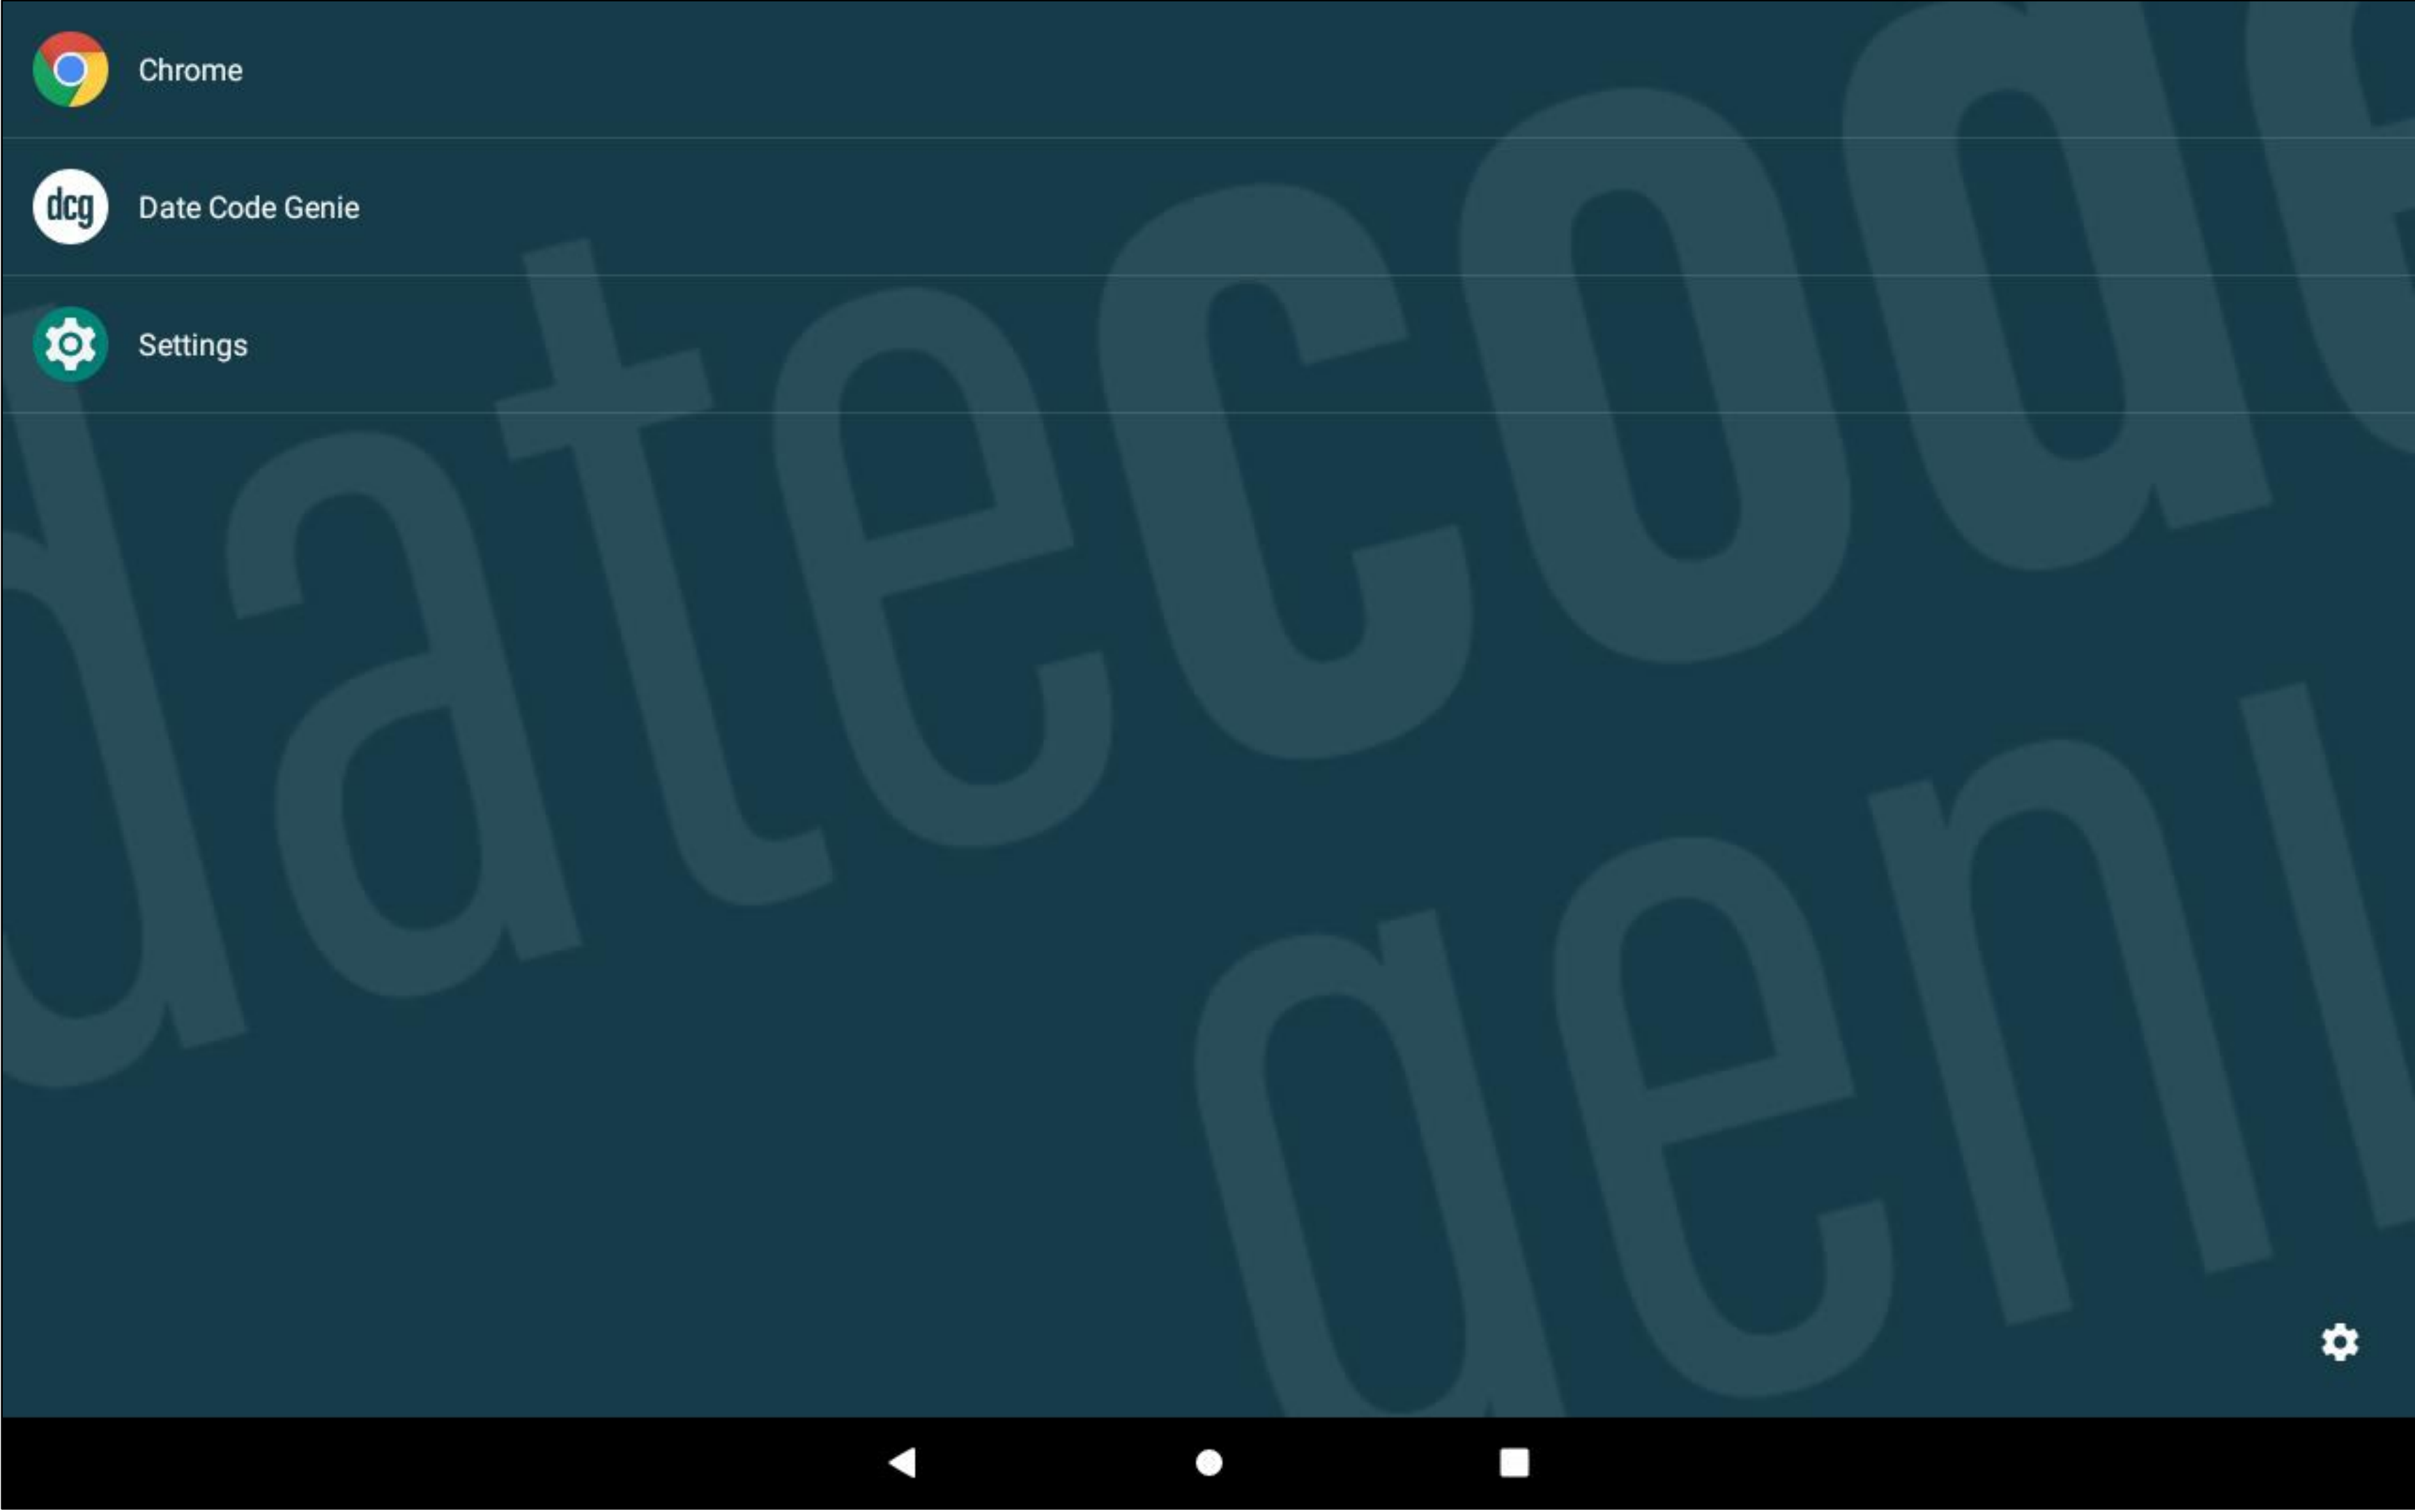 Chrome
dcg Date Code Genie
Settings
datecode
geni